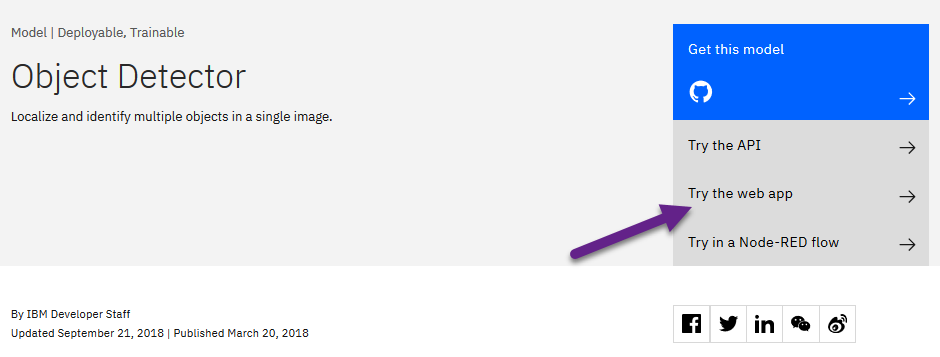 Model | Deployable, Trainable
Object Detector
Localize and identify multiple objects in a single image.
Get this model
Try the API
Try the web app
Try in a Node-RED flow
By IBM Developer Staff
Updated September 21, 2018 | Published March 20, 2018